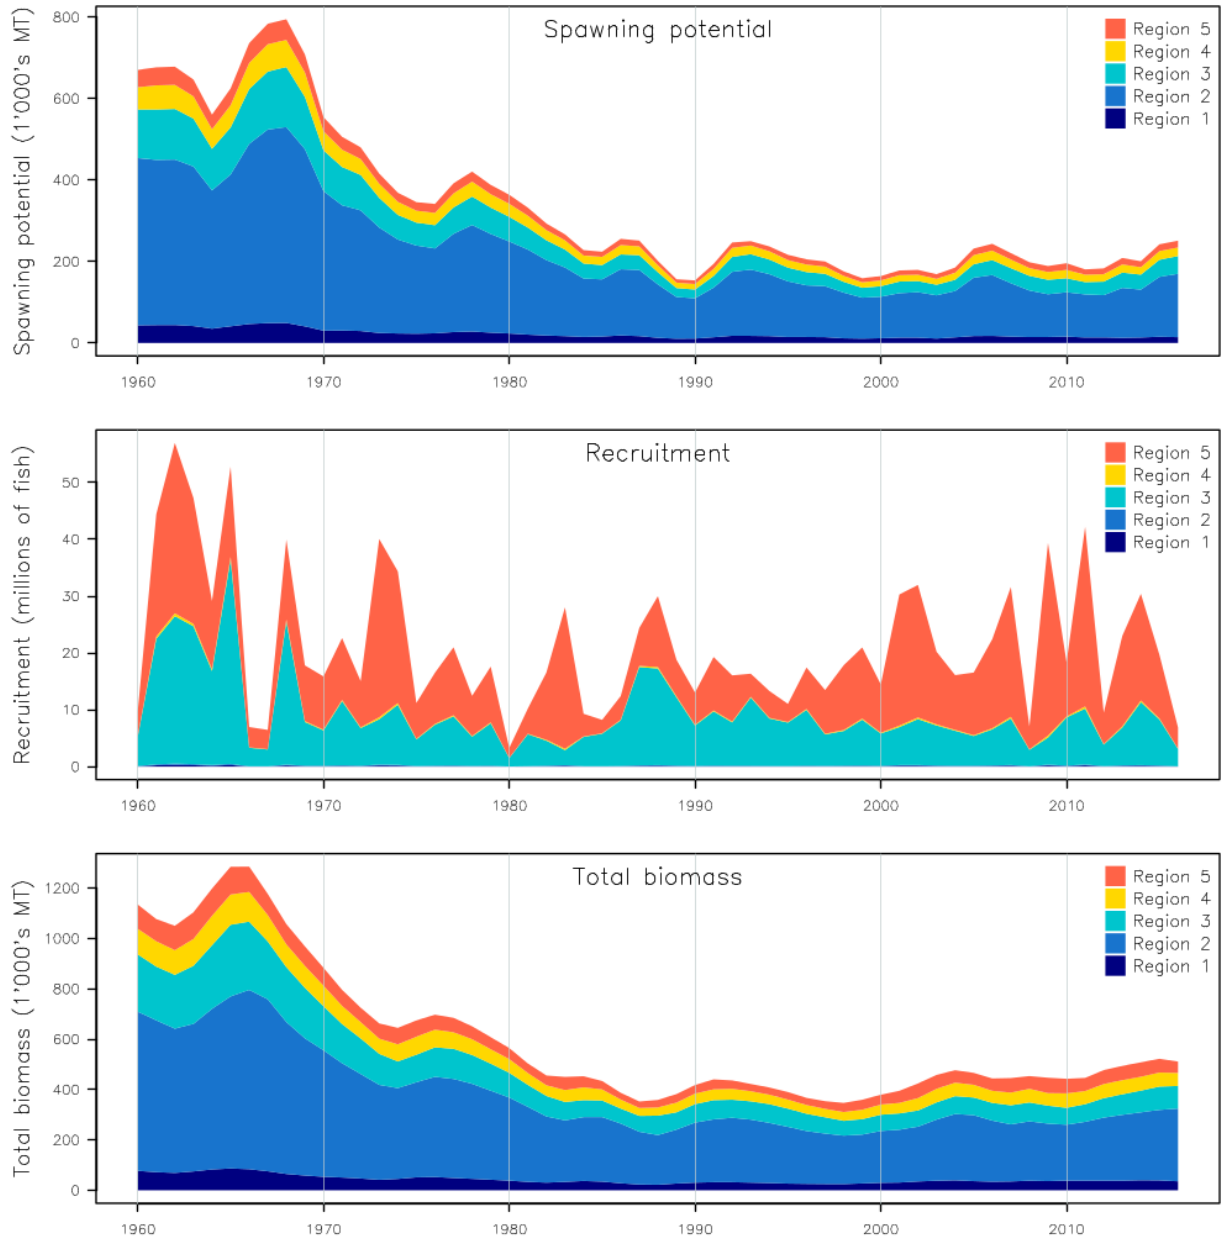 Spawning potential
Spawning potential (1'000's MT)
800
600
400
200
0
1960
1970
1980
1990
2000
2010
Region 5
Region 4
Region 3
Region 2
Region 1
Recruitment
Recruitment (millions of fish)
50
40
30
20
10
0
1960
1970
1980
1990
2000
2010
Region 5
Region 4
Region 3
Region 2
Region 1
Total biomass
Total biomass (1'000's MT)
1200
1000
800
600
400
200
0
1960
1970
1980
1990
2000
2010
Region 5
Region 4
Region 3
Region 2
Region 1